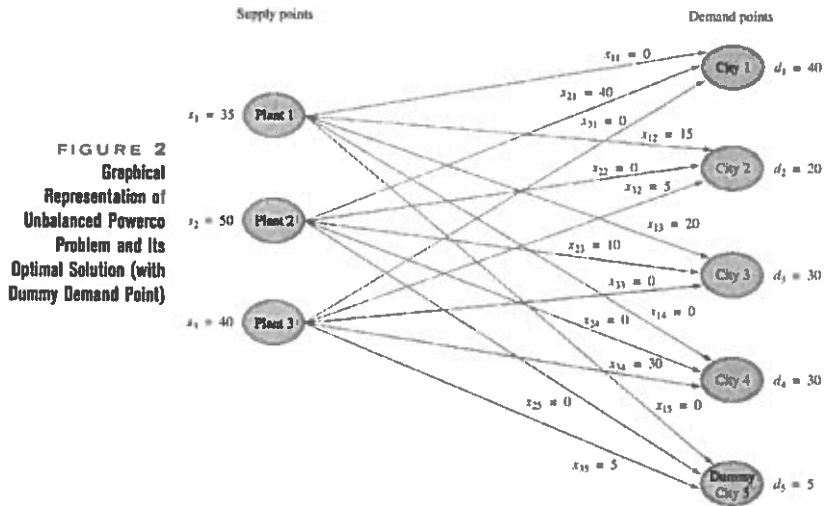 Supply points
Demand points
FIGURE 2
Graphical
Representation of
Unbalanced Powerco
Problem and Its
Optimal Solution (with
Dummy Demand Point)
s₁ = 35
Plant 1
s₂ = 50
Plant 2
s₃ = 40
Plant 3
x₁₁ = 0
x₂₁ = 40
x₃₁ = 0
x₁₂ = 15
x₂₂ = 0
x₃₂ = 5
x₁₃ = 20
x₂₃ = 10
x₃₃ = 0
x₁₄ = 0
x₂₄ = 0
x₃₄ = 30
x₁₅ = 0
x₂₅ = 0
x₃₅ = 5
City 1
d₁ = 40
City 2
d₂ = 20
City 3
d₃ = 30
City 4
d₄ = 30
Dummy
City 5
d₅ = 5